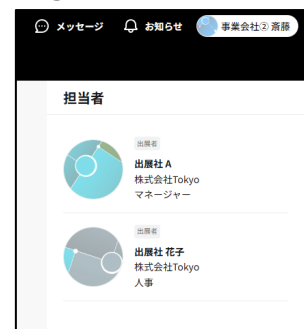 メッセージ お知らせ 事業会社② 斎藤
担当者
出展者
出展社 A
株式会社Tokyo
マネージャー
出展者
出展社 花子
株式会社Tokyo
人事